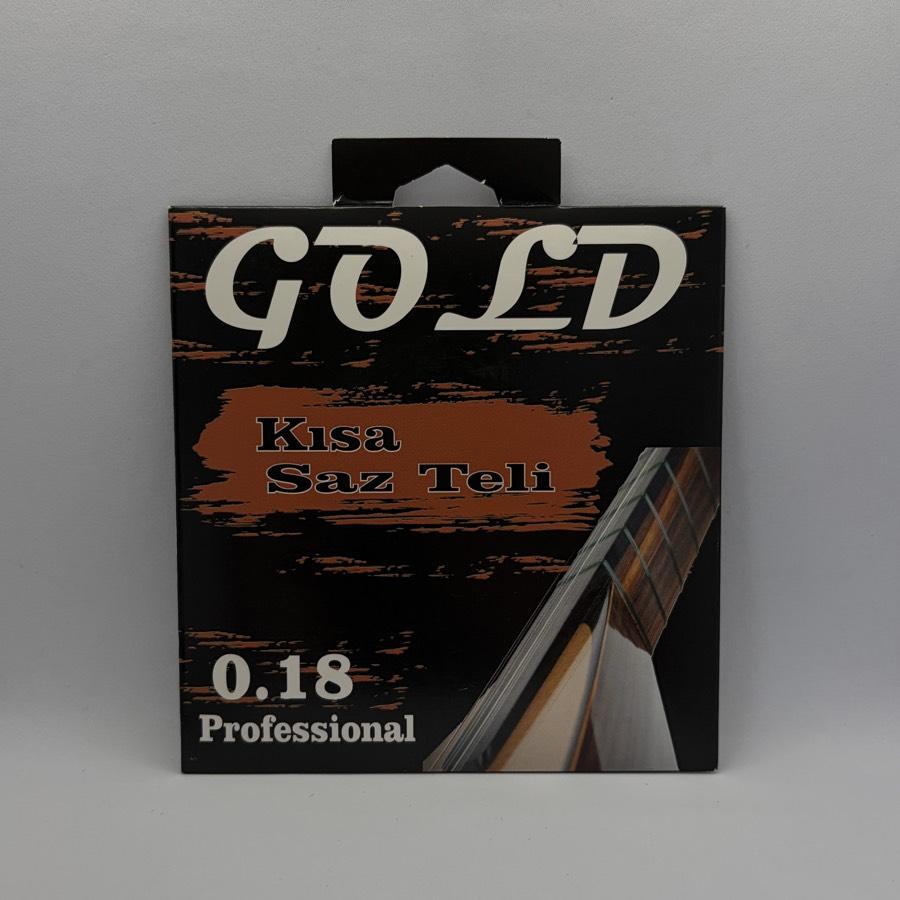 GOLD
Kısa
Saz Teli
0.18
Professional